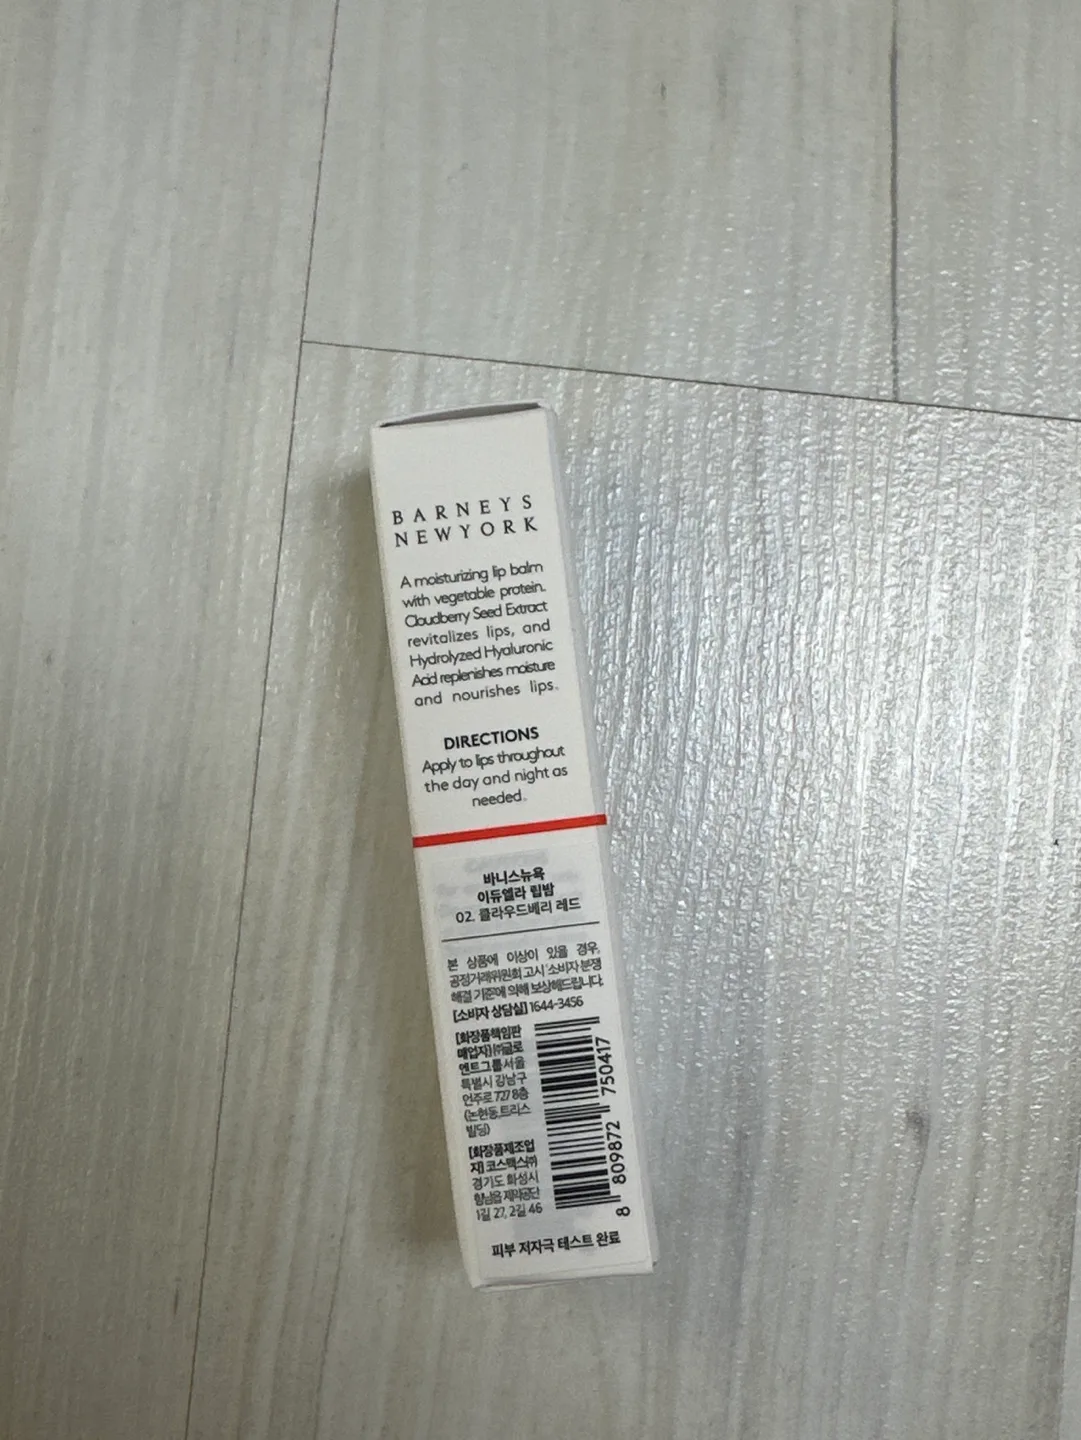 BARNEYS
NEWYORK
A moisturizing lip balm
with vegetable protein.
Cloudberry Seed Extract
revitalizes lips, and
Hydrolyzed Hyaluronic
Acid replenishes moisture
and nourishes lips.
DIRECTIONS
Apply to lips throughout
the day and night as
needed.
바니스뉴욕
이듀엘라 립밤
02. 클라우드베리 레드
본 상품에 이상이 있을 경우,
공정거래위원회 고시 '소비자 분쟁
해결 기준'에 의해 보상해드립니다.
[소비자 상담실] 1644-3456
[화장품책임판
매업자] ㈜글로
엔트그룹 서울
특별시 강남구
언주로 727 8층
(논현동,트리스
빌딩)
[화장품제조업
자] 코스맥스㈜
경기도 화성시
향남읍 제약공단
1길 27, 2길 46
8 809872 750417
피부 저자극 테스트 완료